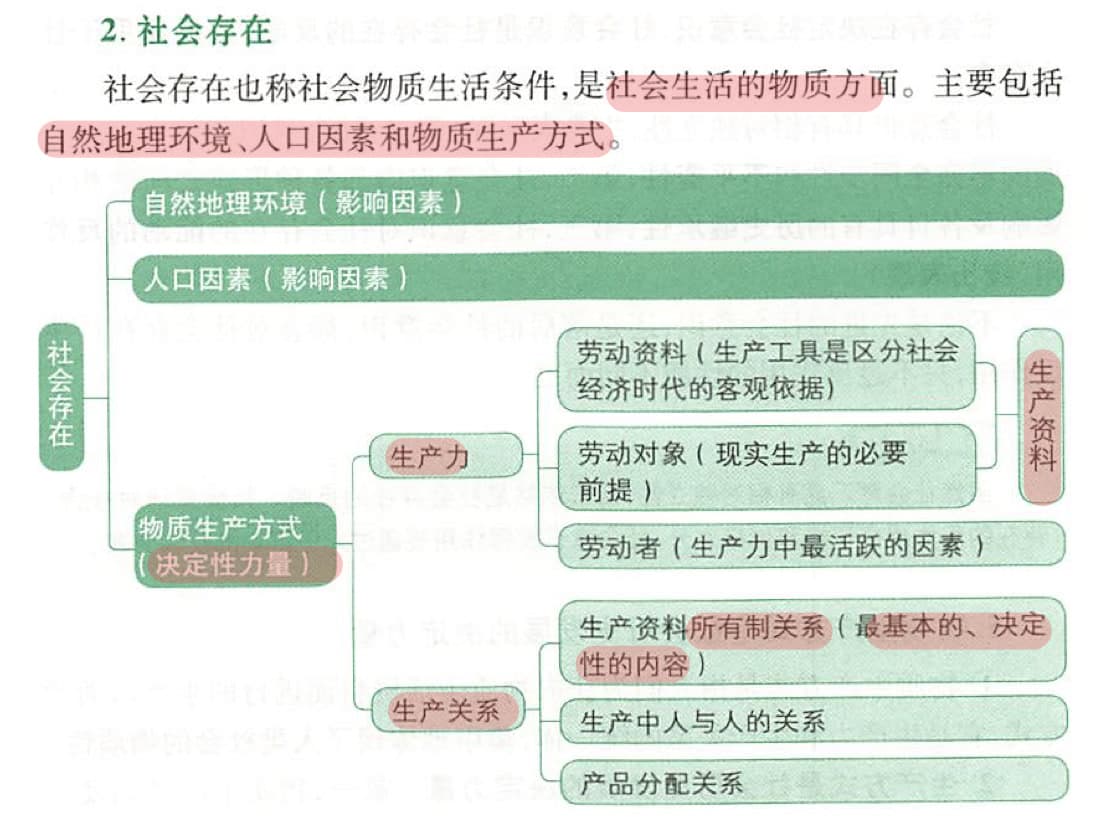 2. 社会存在
社会存在也称社会物质生活条件,是社会生活的物质方面。主要包括
自然地理环境、人口因素和物质生产方式。
自然地理环境（影响因素）
人口因素（影响因素）
社会存在
劳动资料（生产工具是区分社会
经济时代的客观依据)
生产资料
生产力
劳动对象（现实生产的必要
前提）
物质生产方式
(决定性力量）
劳动者（生产力中最活跃的因素）
生产资料所有制关系（最基本的、决定
性的内容）
生产关系
生产中人与人的关系
产品分配关系